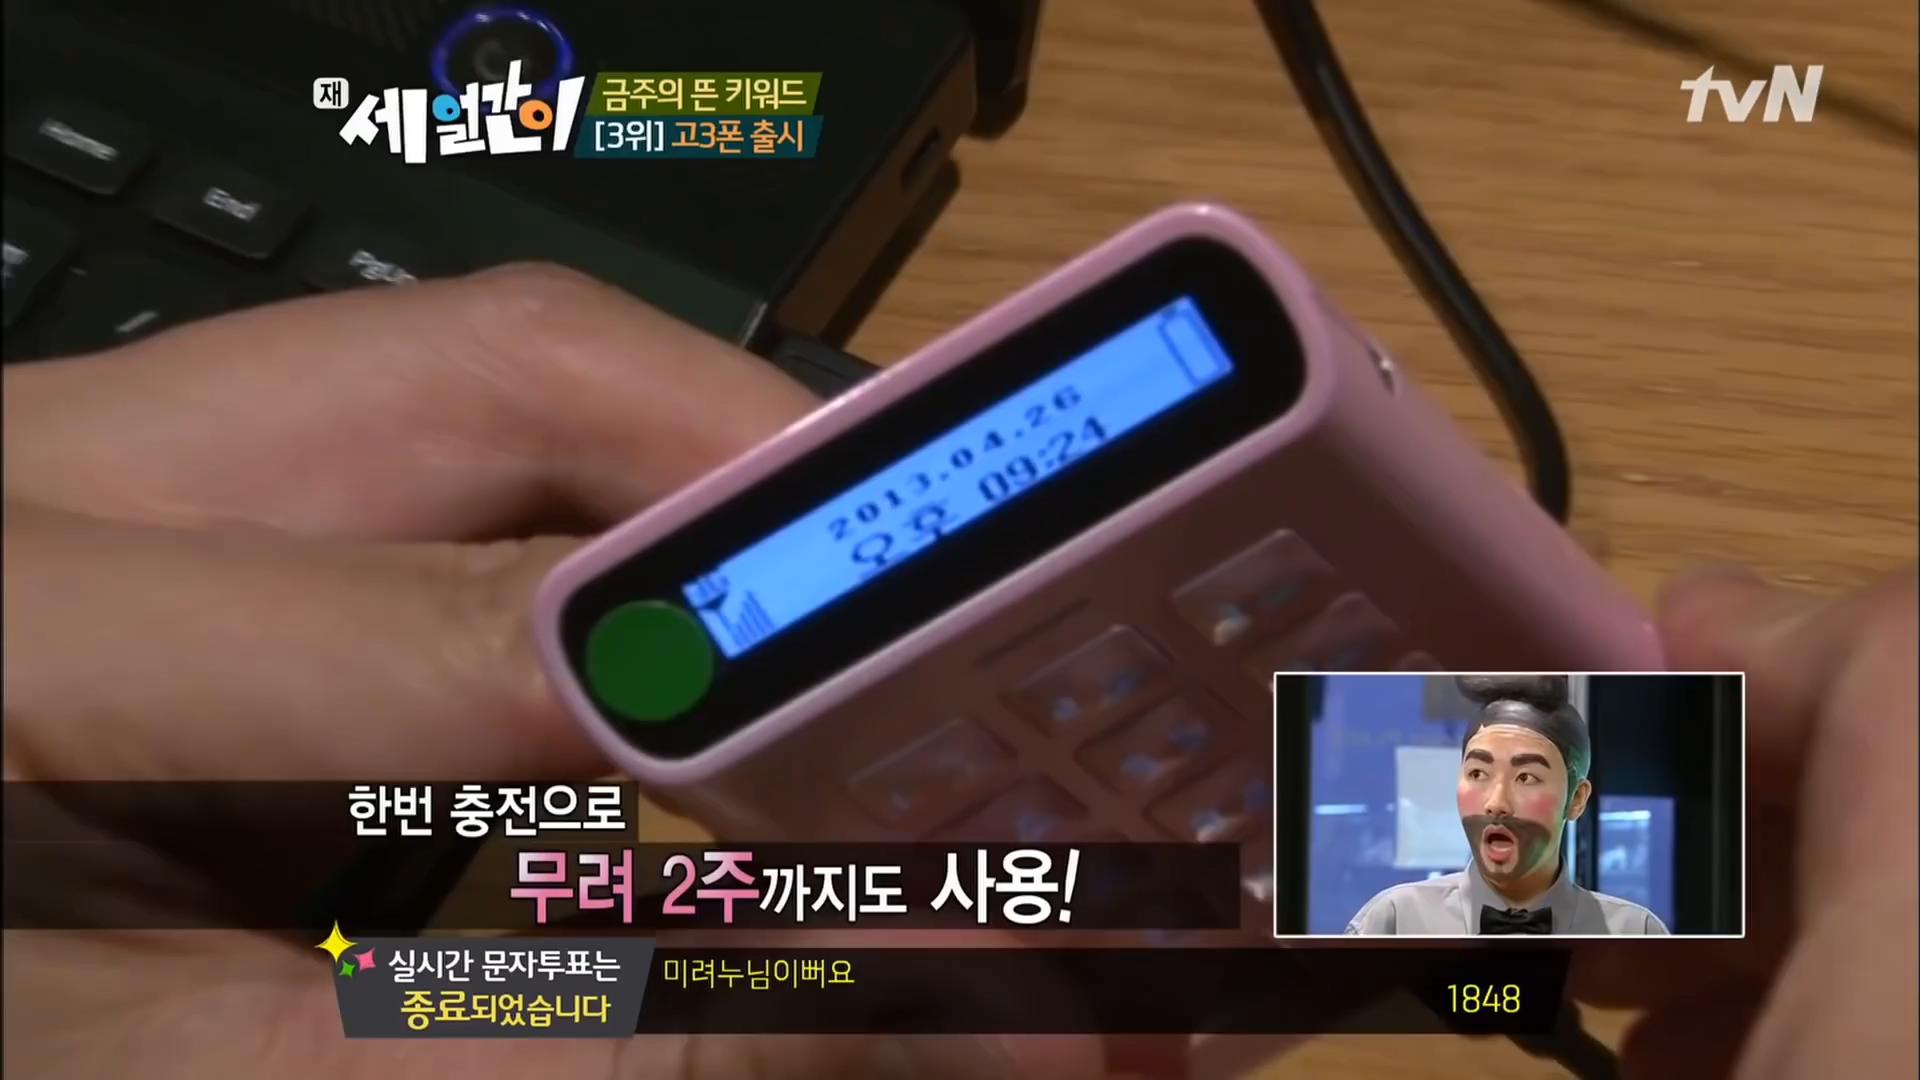 재
세얼간이
금주의 뜬 키워드
[3위] 고3폰 출시
tvN
Home
End
2013.04.26
오후 09:24
한번 충전으로
무려 2주까지도 사용!
실시간 문자투표는
종료되었습니다
미려누님이뻐요
1848